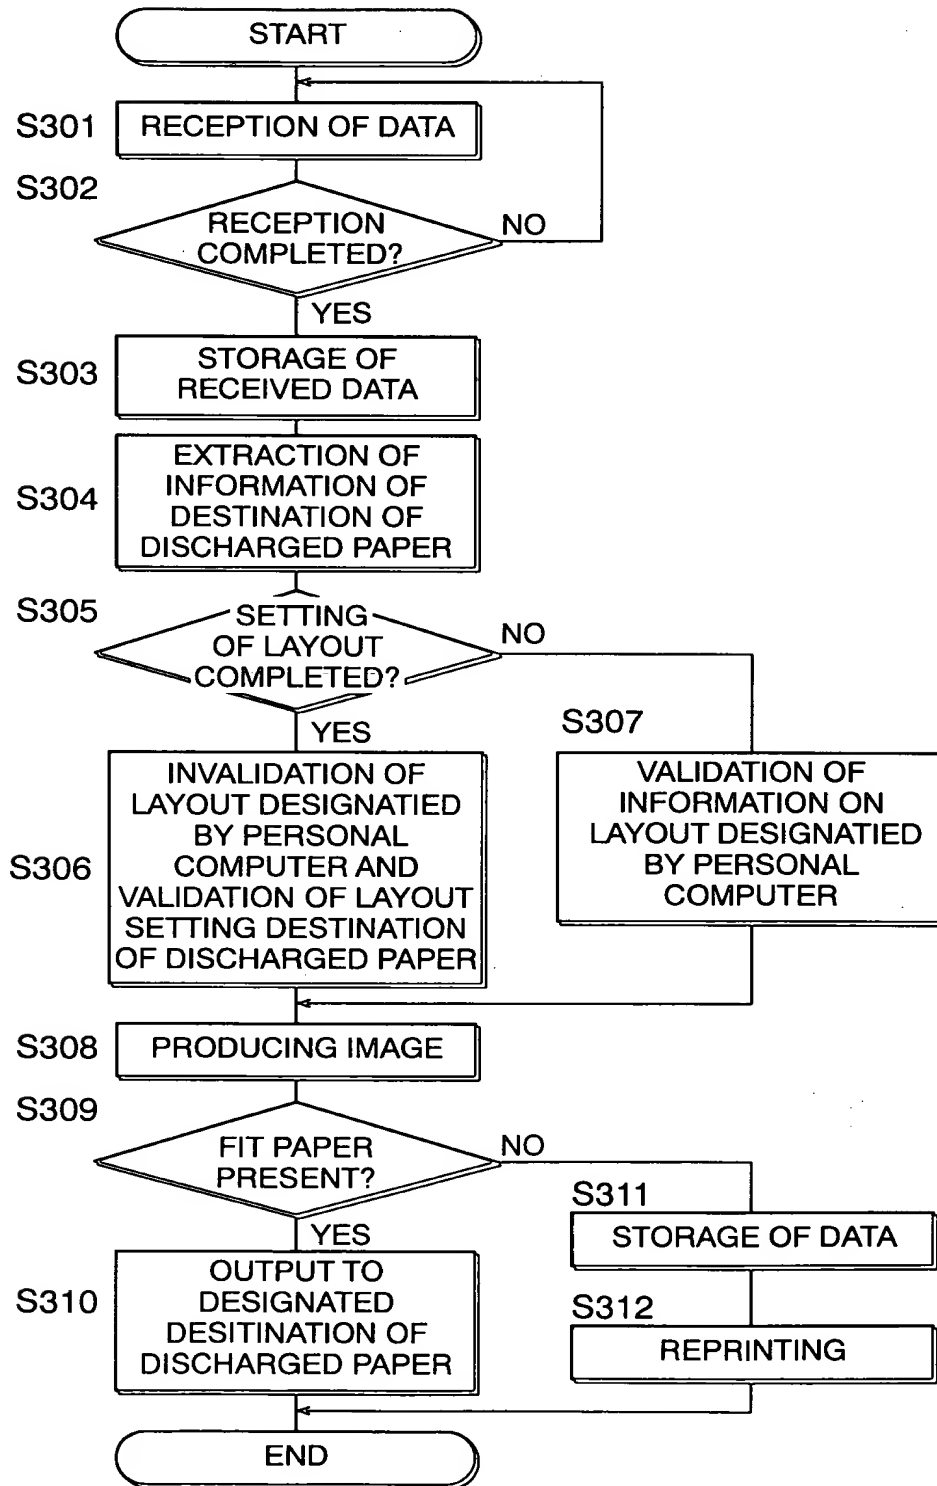 START
S301
RECEPTION OF DATA
S302
RECEPTION
COMPLETED?
NO
YES
S303
STORAGE OF
RECEIVED DATA
S304
EXTRACTION OF
INFORMATION OF
DESTINATION OF
DISCHARGED PAPER
S305
SETTING
OF LAYOUT
COMPLETED?
NO
YES
S306
INVALIDATION OF
LAYOUT DESIGNATIED
BY PERSONAL
COMPUTER AND
VALIDATION OF LAYOUT
SETTING DESTINATION
OF DISCHARGED PAPER
S307
VALIDATION OF
INFORMATION ON
LAYOUT DESIGNATIED
BY PERSONAL
COMPUTER
S308
PRODUCING IMAGE
S309
FIT PAPER
PRESENT?
NO
YES
S310
OUTPUT TO
DESIGNATED
DESITINATION OF
DISCHARGED PAPER
S311
STORAGE OF DATA
S312
REPRINTING
END